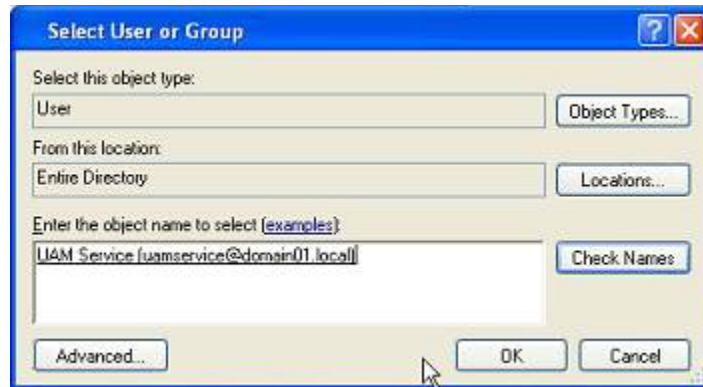 Select User or Group
Select this object type:
User
Object Types...
From this location:
Entire Directory
Locations...
Enter the object name to select (examples):
UAM Service (uamservice@domain01.local)
Check Names
Advanced...
OK
Cancel